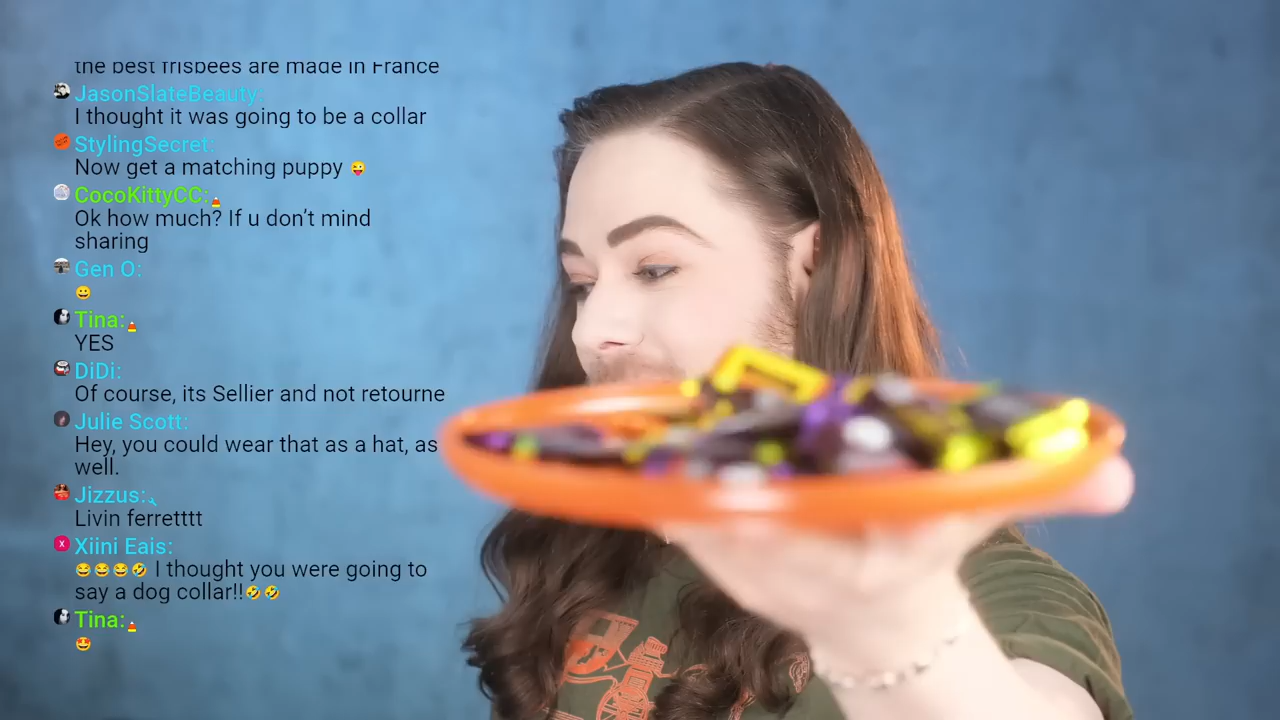 the best frisbees are made in France
JasonSlateBeauty:
I thought it was going to be a collar
StylingSecret:
Now get a matching puppy 😜
CocoKittyCC:
Ok how much? If u don't mind
sharing
Gen O:
😀
Tina:
YES
DiDi:
Of course, its Sellier and not retourne
Julie Scott:
Hey, you could wear that as a hat, as
well.
Jizzus:
Livin ferretttt
X
Xiini Eais:
😂😂😂🤣 I thought you were going to
say a dog collar!!🤣🤣
Tina:
🤩